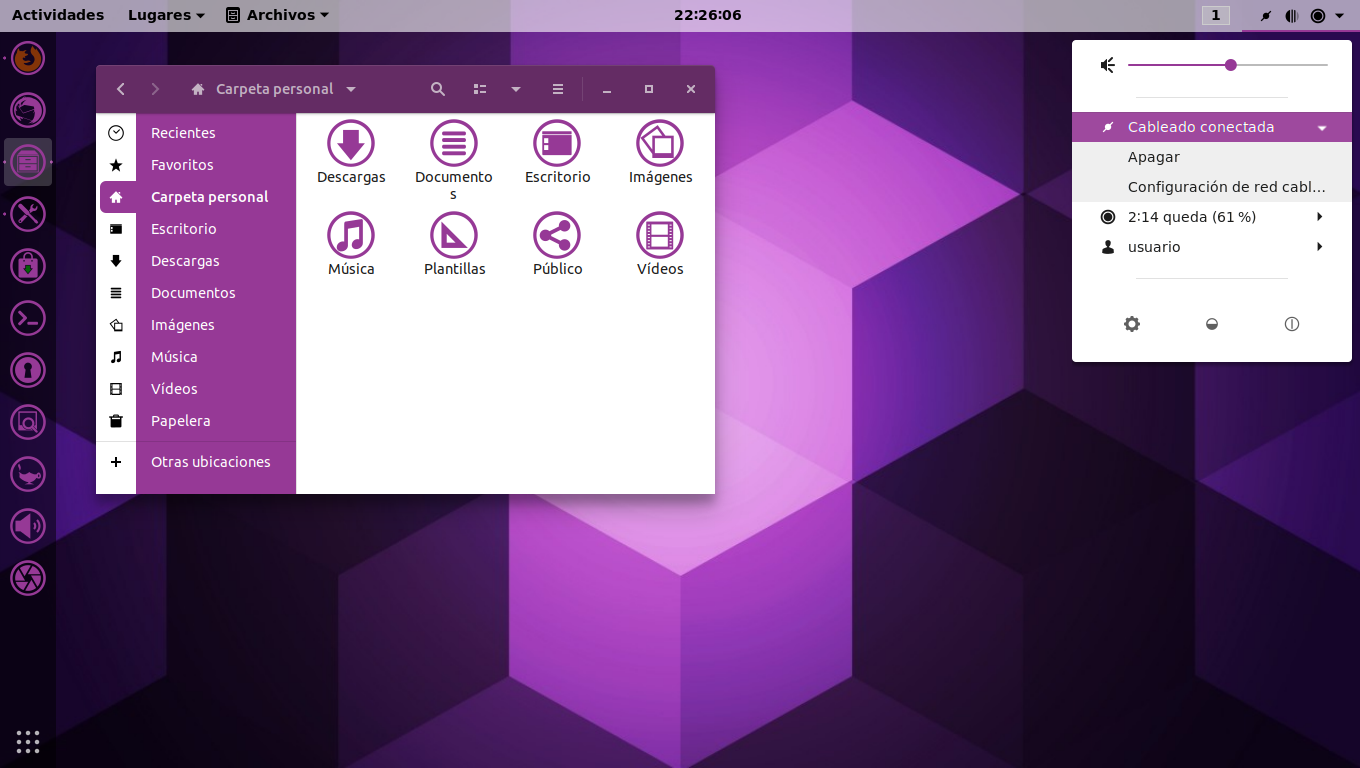 Actividades
Lugares
Archivos
22:26:06
1
Carpeta personal
Recientes
Favoritos
Carpeta personal
Escritorio
Descargas
Documentos
Imágenes
Música
Vídeos
Papelera
Otras ubicaciones
Descargas
Documento
s
Escritorio
Imágenes
Música
Plantillas
Público
Vídeos
Cableado conectada
Apagar
Configuración de red cabl...
2:14 queda (61 %)
usuario